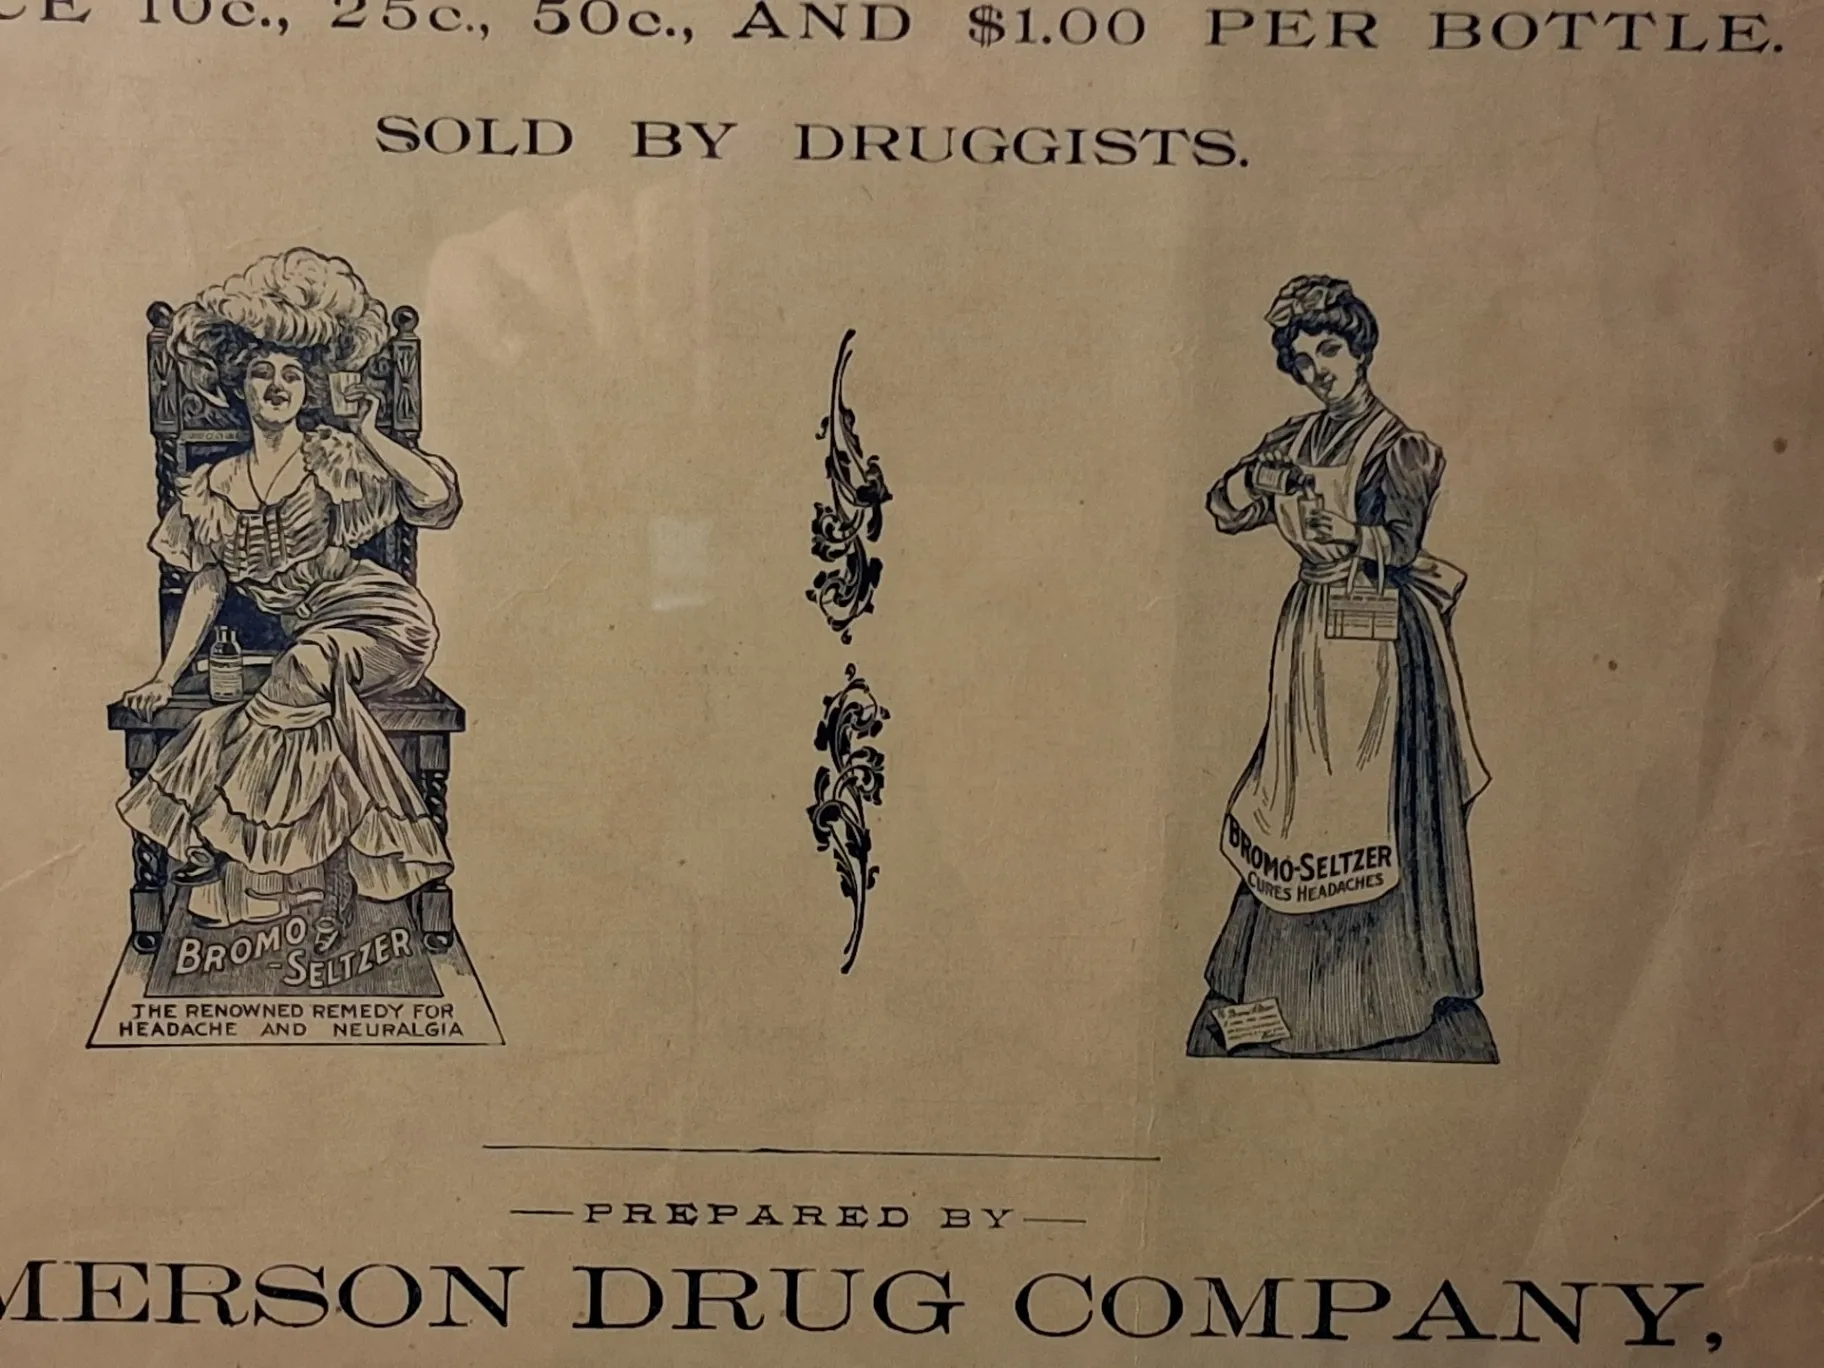 CE 10c., 25c., 50c., AND $1.00 PER BOTTLE.
SOLD BY DRUGGISTS.
BROMO
-SELTZER
THE RENOWNED REMEDY FOR
HEADACHE AND NEURALGIA
BROMO-SELTZER
CURES HEADACHES
—PREPARED BY—
MERSON DRUG COMPANY,